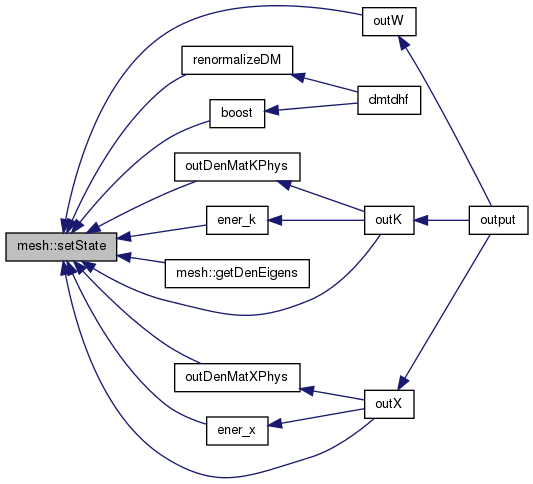 outW
renormalizeDM
dmtdhf
boost
outDenMatKPhys
ener_k
outK
output
mesh::setState
mesh::getDenEigens
outDenMatXPhys
outX
ener_x